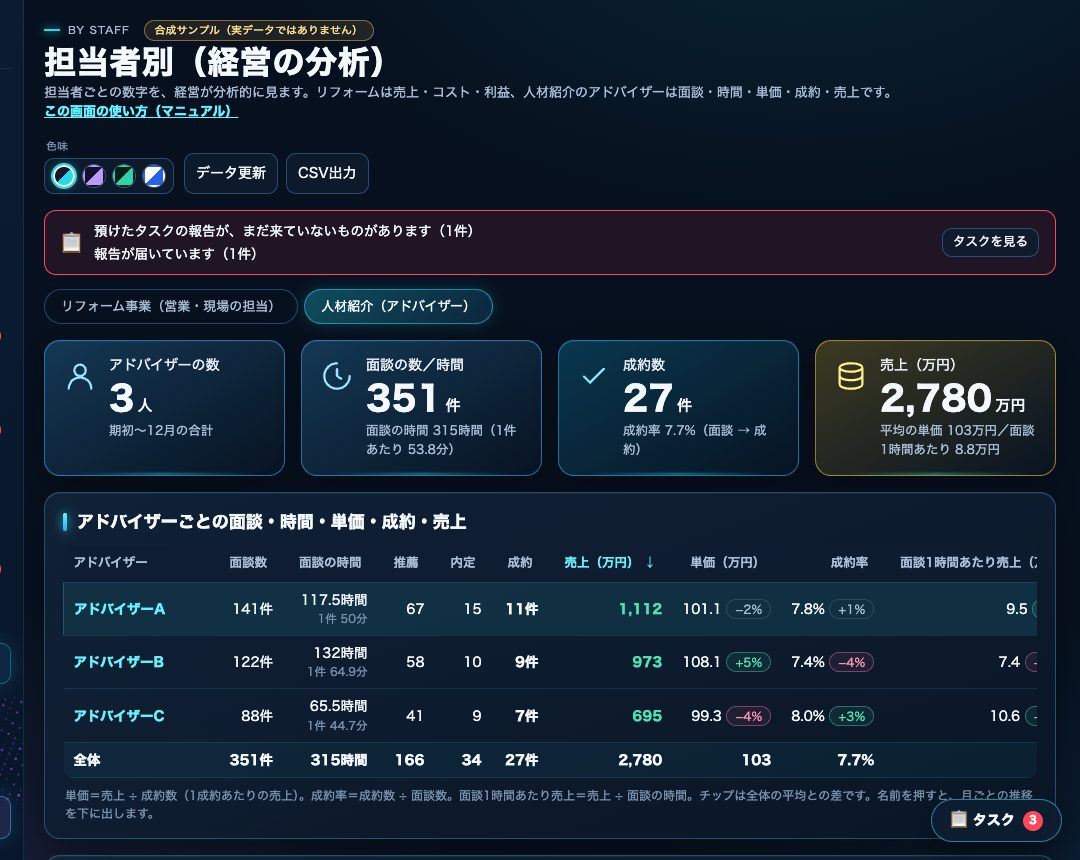 BY STAFF 合成サンプル（実データではありません）
担当者別（経営の分析）
担当者ごとの数字を、経営が分析的に見ます。リフォームは売上・コスト・利益、人材紹介のアドバイザーは面談・時間・単価・成約・売上です。
この画面の使い方（マニュアル）
色味
データ更新 CSV出力
預けたタスクの報告が、まだ来ていないものがあります（1件）
報告が届いています（1件）
タスクを見る
リフォーム事業（営業・現場の担当） 人材紹介（アドバイザー）
アドバイザーの数
3人
期初〜12月の合計
面談の数／時間
351 件
面談の時間 315時間（1件
あたり 53.8分）
成約数
27 件
成約率 7.7%（面談 → 成
約）
売上（万円）
2,780 万円
平均の単価 103万円／面談
1時間あたり 8.8万円
アドバイザーごとの面談・時間・単価・成約・売上
アドバイザー 面談数 面談の時間 推薦 内定 成約 売上（万円） ↓ 単価（万円） 成約率 面談1時間あたり売上（
アドバイザーA 141件 117.5時間 67 15 11件 1,112 101.1 −2% 7.8% +1% 9.5
1件 50分
アドバイザーB 122件 132時間 58 10 9件 973 108.1 +5% 7.4% −4% 7.4
1件 64.9分
アドバイザーC 88件 65.5時間 41 9 7件 695 99.3 −4% 8.0% +3% 10.6
1件 44.7分
全体 351件 315時間 166 34 27件 2,780 103 7.7%
単価＝売上 ÷ 成約数（1成約あたりの売上）。成約率＝成約数 ÷ 面談数。面談1時間あたり売上＝売上 ÷ 面談の時間。チップは全体の平均との差です。名前を押すと、月ごとの推移
を下に出します。
タスク 3